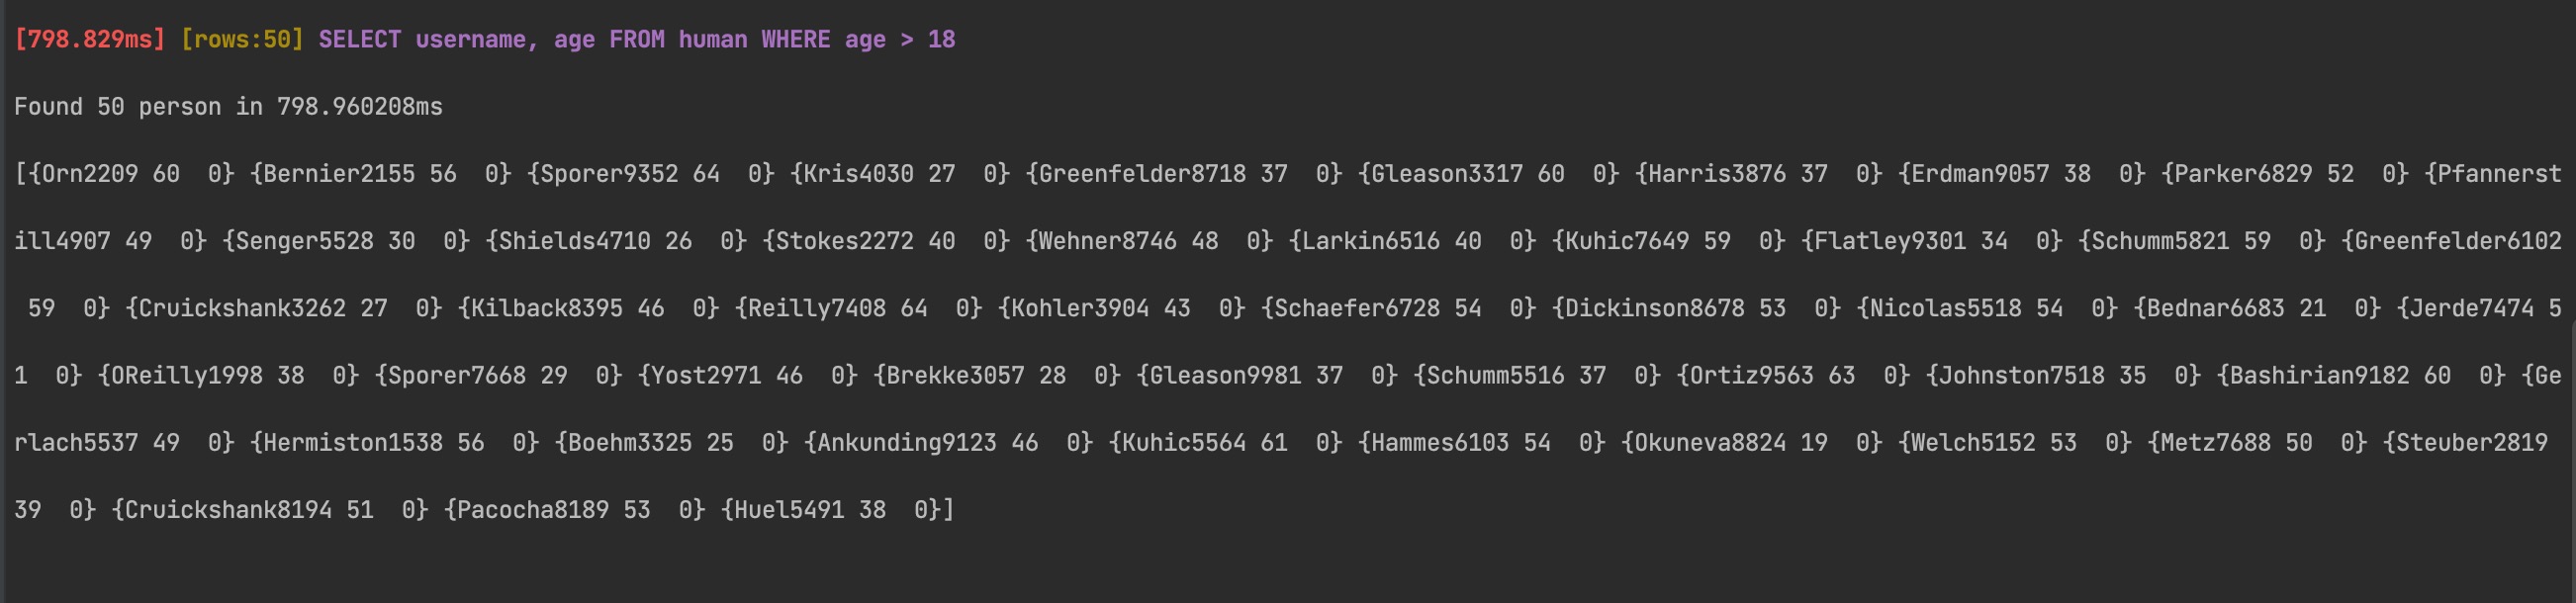 [798.829ms] [rows:50] SELECT username, age FROM human WHERE age > 18
Found 50 person in 798.960208ms
[{Orn2209 60  0} {Bernier2155 56  0} {Sporer9352 64  0} {Kris4030 27  0} {Greenfelder8718 37  0} {Gleason3317 60  0} {Harris3876 37  0} {Erdman9057 38  0} {Parker6829 52  0} {Pfannerst
ill4907 49  0} {Senger5528 30  0} {Shields4710 26  0} {Stokes2272 40  0} {Wehner8746 48  0} {Larkin6516 40  0} {Kuhic7649 59  0} {Flatley9301 34  0} {Schumm5821 59  0} {Greenfelder6102
 59  0} {Cruickshank3262 27  0} {Kilback8395 46  0} {Reilly7408 64  0} {Kohler3904 43  0} {Schaefer6728 54  0} {Dickinson8678 53  0} {Nicolas5518 54  0} {Bednar6683 21  0} {Jerde7474 5
1  0} {OReilly1998 38  0} {Sporer7668 29  0} {Yost2971 46  0} {Brekke3057 28  0} {Gleason9981 37  0} {Schumm5516 37  0} {Ortiz9563 63  0} {Johnston7518 35  0} {Bashirian9182 60  0} {Ge
rlach5537 49  0} {Hermiston1538 56  0} {Boehm3325 25  0} {Ankunding9123 46  0} {Kuhic5564 61  0} {Hammes6103 54  0} {Okuneva8824 19  0} {Welch5152 53  0} {Metz7688 50  0} {Steuber2819
39  0} {Cruickshank8194 51  0} {Pacocha8189 53  0} {Huel5491 38  0}]